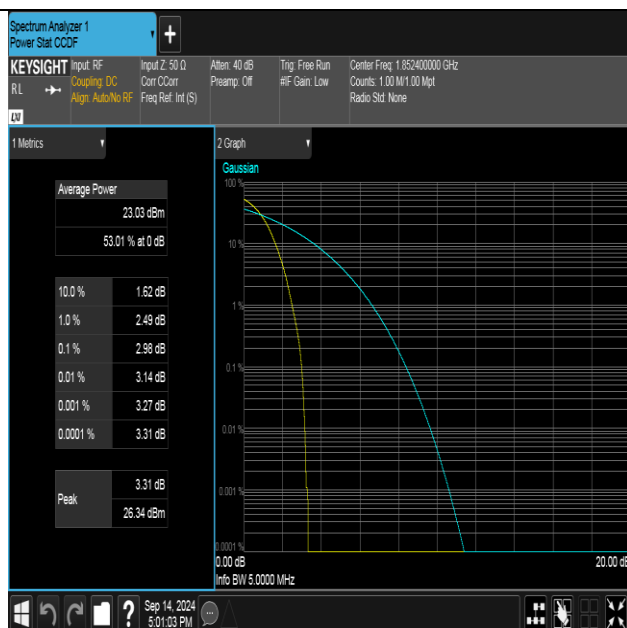 Spectrum Analyzer 1
Power Stat CCDF
+
KEYSIGHT
RL
LXI
Input: RF
Coupling: DC
Align: Auto/No RF
Input Z: 50 Ω
Corr CCorr
Freq Ref: Int (S)
Atten: 40 dB
Preamp: Off
Trig: Free Run
#IF Gain: Low
Center Freq: 1.852400000 GHz
Counts: 1.00 M/1.00 Mpt
Radio Std: None
1 Metrics
Average Power
23.03 dBm
53.01 % at 0 dB
10.0 % 1.62 dB
1.0 % 2.49 dB
0.1 % 2.98 dB
0.01 % 3.14 dB
0.001 % 3.27 dB
0.0001 % 3.31 dB
Peak
3.31 dB
26.34 dBm
2 Graph
Gaussian
100 %
10 %
1 %
0.1 %
0.01 %
0.001 %
0.0001 %
0.00 dB
20.00 dB
Info BW 5.0000 MHz
?
Sep 14, 2024
5:01:03 PM